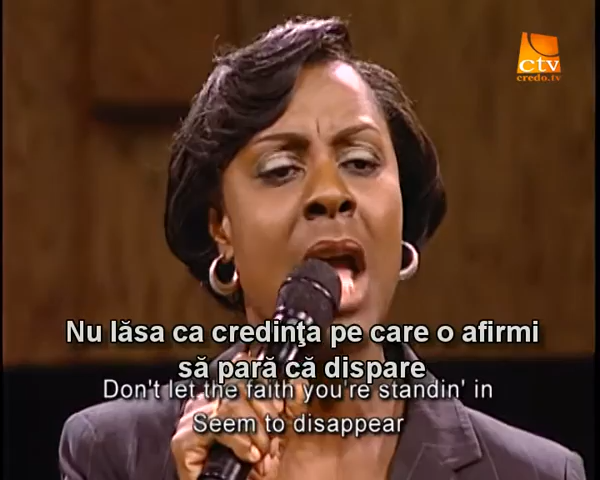 ctv
credo.tv
Nu lăsa ca credinţa pe care o afirmi
să pară că dispare
Don't let the faith you're standin' in
Seem to disappear